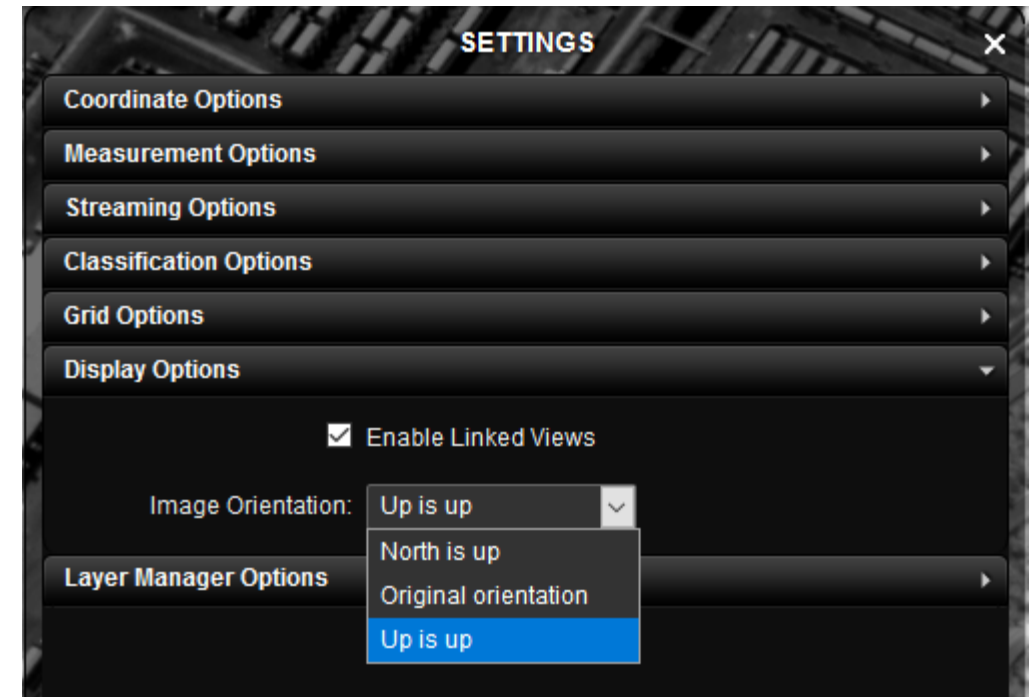 SETTINGS
Coordinate Options
Measurement Options
Streaming Options
Classification Options
Grid Options
Display Options
Enable Linked Views
Image Orientation: Up is up
North is up
Layer Manager Options
Original orientation
Up is up